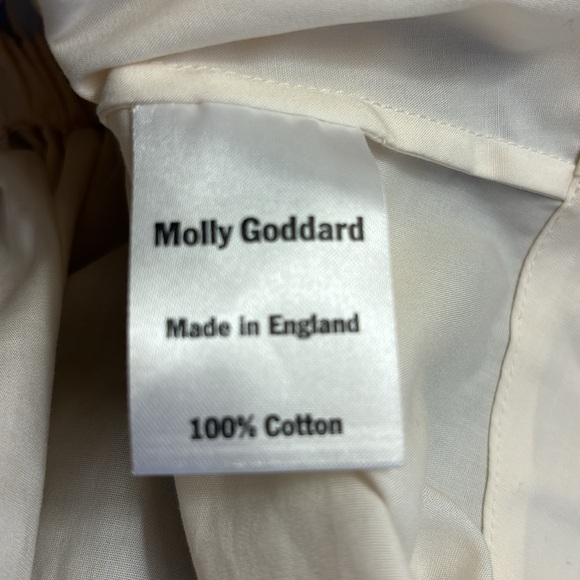 Molly Goddard
Made in England
100% Cotton